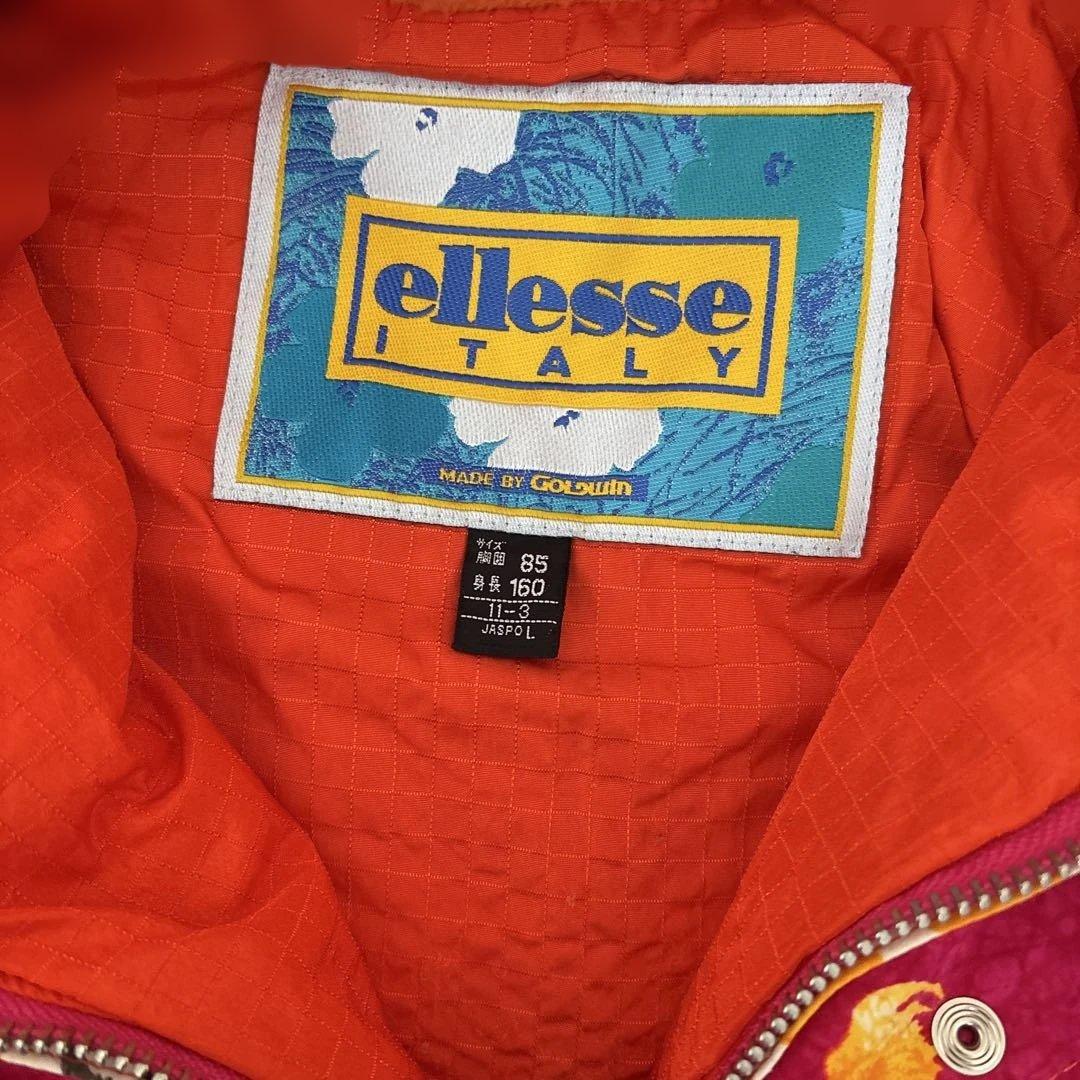 ellesse
ITALY
MADE BY GOLDWIN
サイズ
胸囲 85
身長 160
11-3
JASPO L